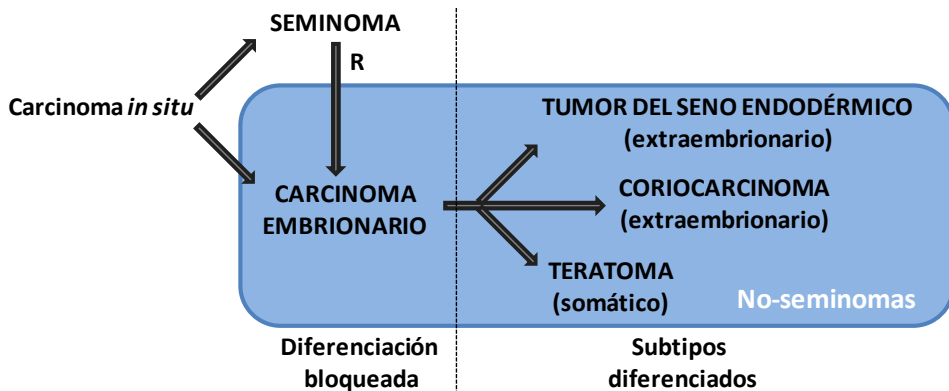 SEMINOMA
R
Carcinoma in situ
TUMOR DEL SENO ENDODÉRMICO
(extraembrionario)
CARCINOMA
EMBRIONARIO
CORIOCARCINOMA
(extraembrionario)
TERATOMA
(somático)
No-seminomas
Diferenciación
bloqueada
Subtipos
diferenciados